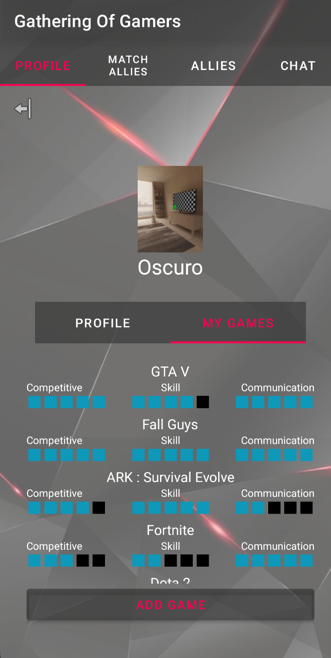 Gathering Of Gamers
PROFILE
MATCH
ALLIES
ALLIES
CHAT
Oscuro
PROFILE
MY GAMES
GTA V
Competitive Skill Communication
Fall Guys
Competitive Skill Communication
ARK : Survival Evolve
Competitive Skill Communication
Fortnite
Competitive Skill Communication
Dota 2
ADD GAME